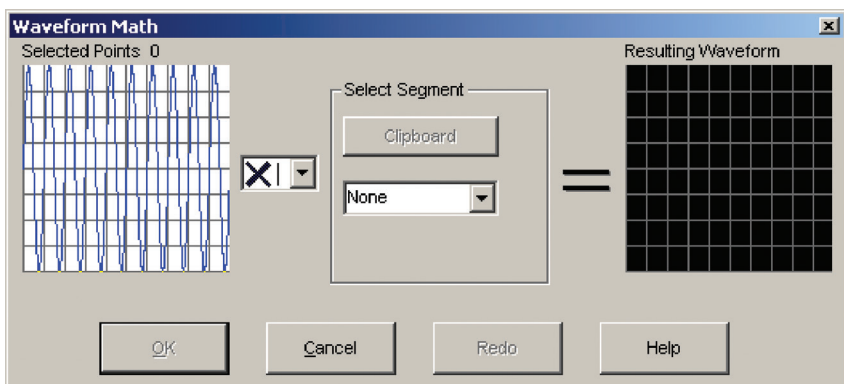 Waveform Math
Selected Points 0
Resulting Waveform
Select Segment
Clipboard
X
None
=
OK
Cancel
Redo
Help